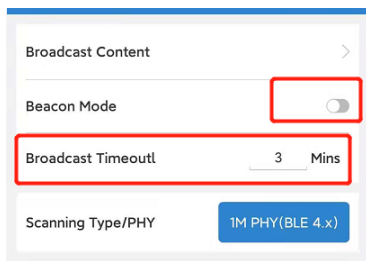 Broadcast Content
Beacon Mode
Broadcast Timeoutl 3 Mins
Scanning Type/PHY 1M PHY(BLE 4.x)